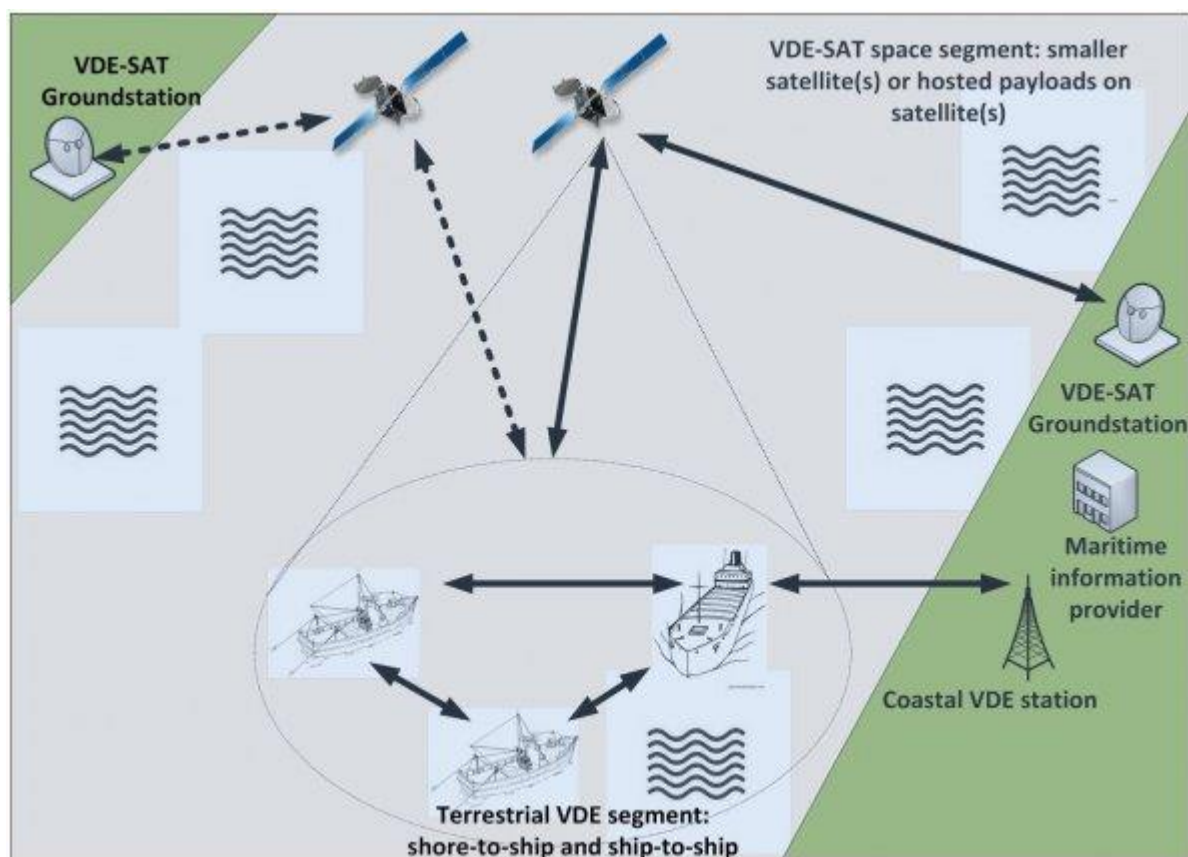 VDE-SAT
Groundstation
VDE-SAT space segment: smaller
satellite(s) or hosted payloads on
satellite(s)
VDE-SAT
Groundstation
Maritime
information
provider
Coastal VDE station
Terrestrial VDE segment:
shore-to-ship and ship-to-ship